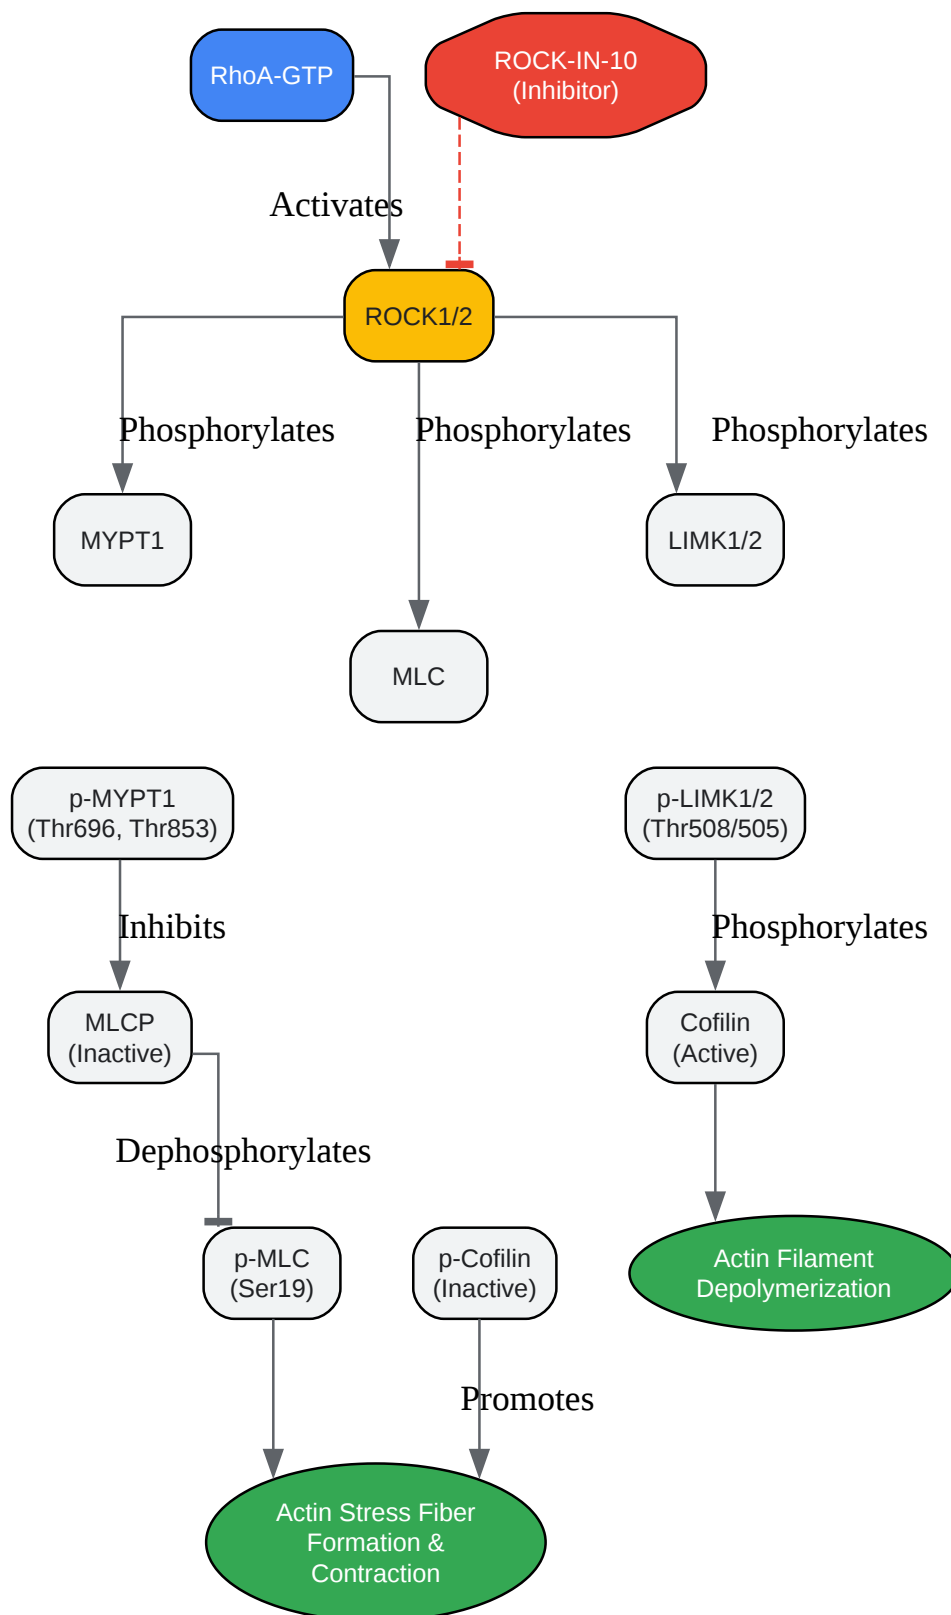 RhoA-GTP
ROCK-IN-10
(Inhibitor)
Activates
ROCK1/2
Phosphorylates
Phosphorylates
Phosphorylates
MYPT1
LIMK1/2
MLC
p-MYPT1
(Thr696, Thr853)
p-LIMK1/2
(Thr508/505)
Inhibits
Phosphorylates
MLCP
(Inactive)
Cofilin
(Active)
Dephosphorylates
p-MLC
(Ser19)
p-Cofilin
(Inactive)
Actin Filament
Depolymerization
Promotes
Actin Stress Fiber
Formation &
Contraction